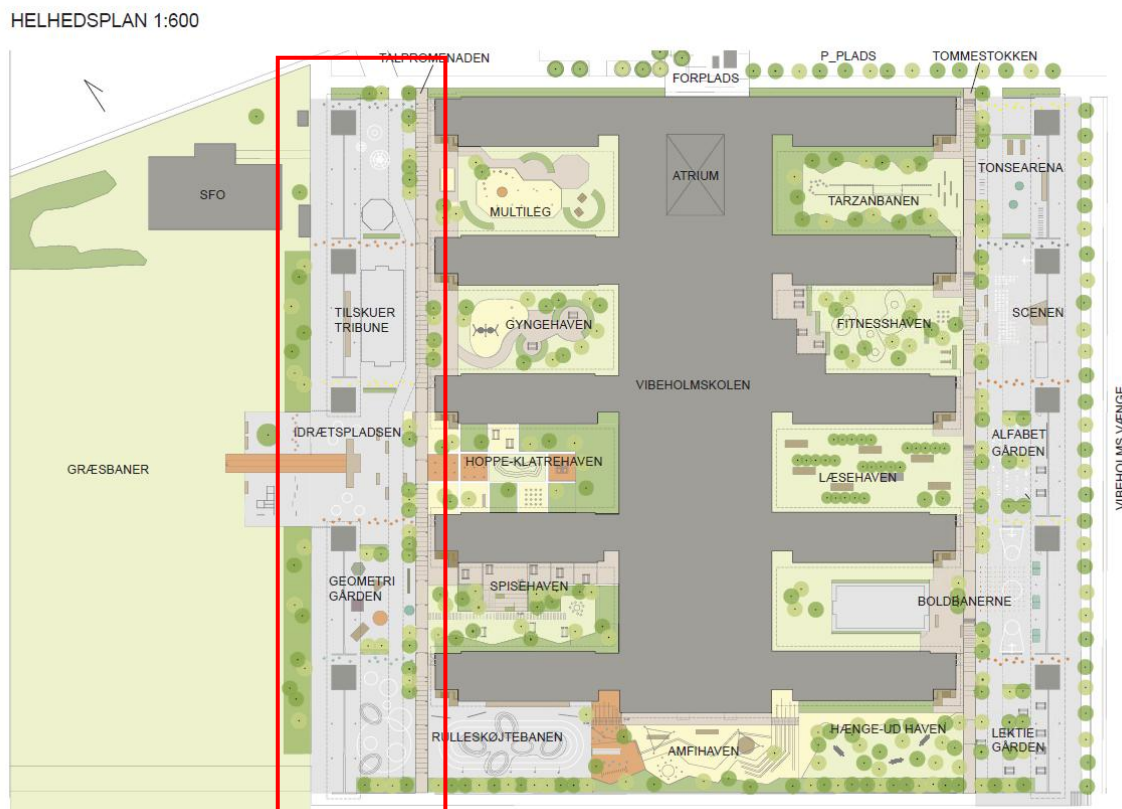 HELHEDSPLAN 1:600
TALPROMENADEN
FORPLADS
P_PLADS
TOMMESTOKKEN
SFO
MULTILEG
ATRIUM
TARZANBANEN
TONSEARENA
TILSKUER
TRIBUNE
GYNGEHAVEN
FITNESSHAVEN
SCENEN
VIBEHOLMSKOLEN
GRÆSBANER
IDRÆTSPLADSEN
HOPPE-KLATREHAVEN
LÆSEHAVEN
ALFABET
GÅRDEN
VIBEHOLMS VÆNGE
GEOMETRI
GÅRDEN
SPISEHAVEN
BOLDBANERNE
RULLESKØJTEBANEN
AMFIHAVEN
HÆNGE-UD HAVEN
LEKTIE
GÅRDEN